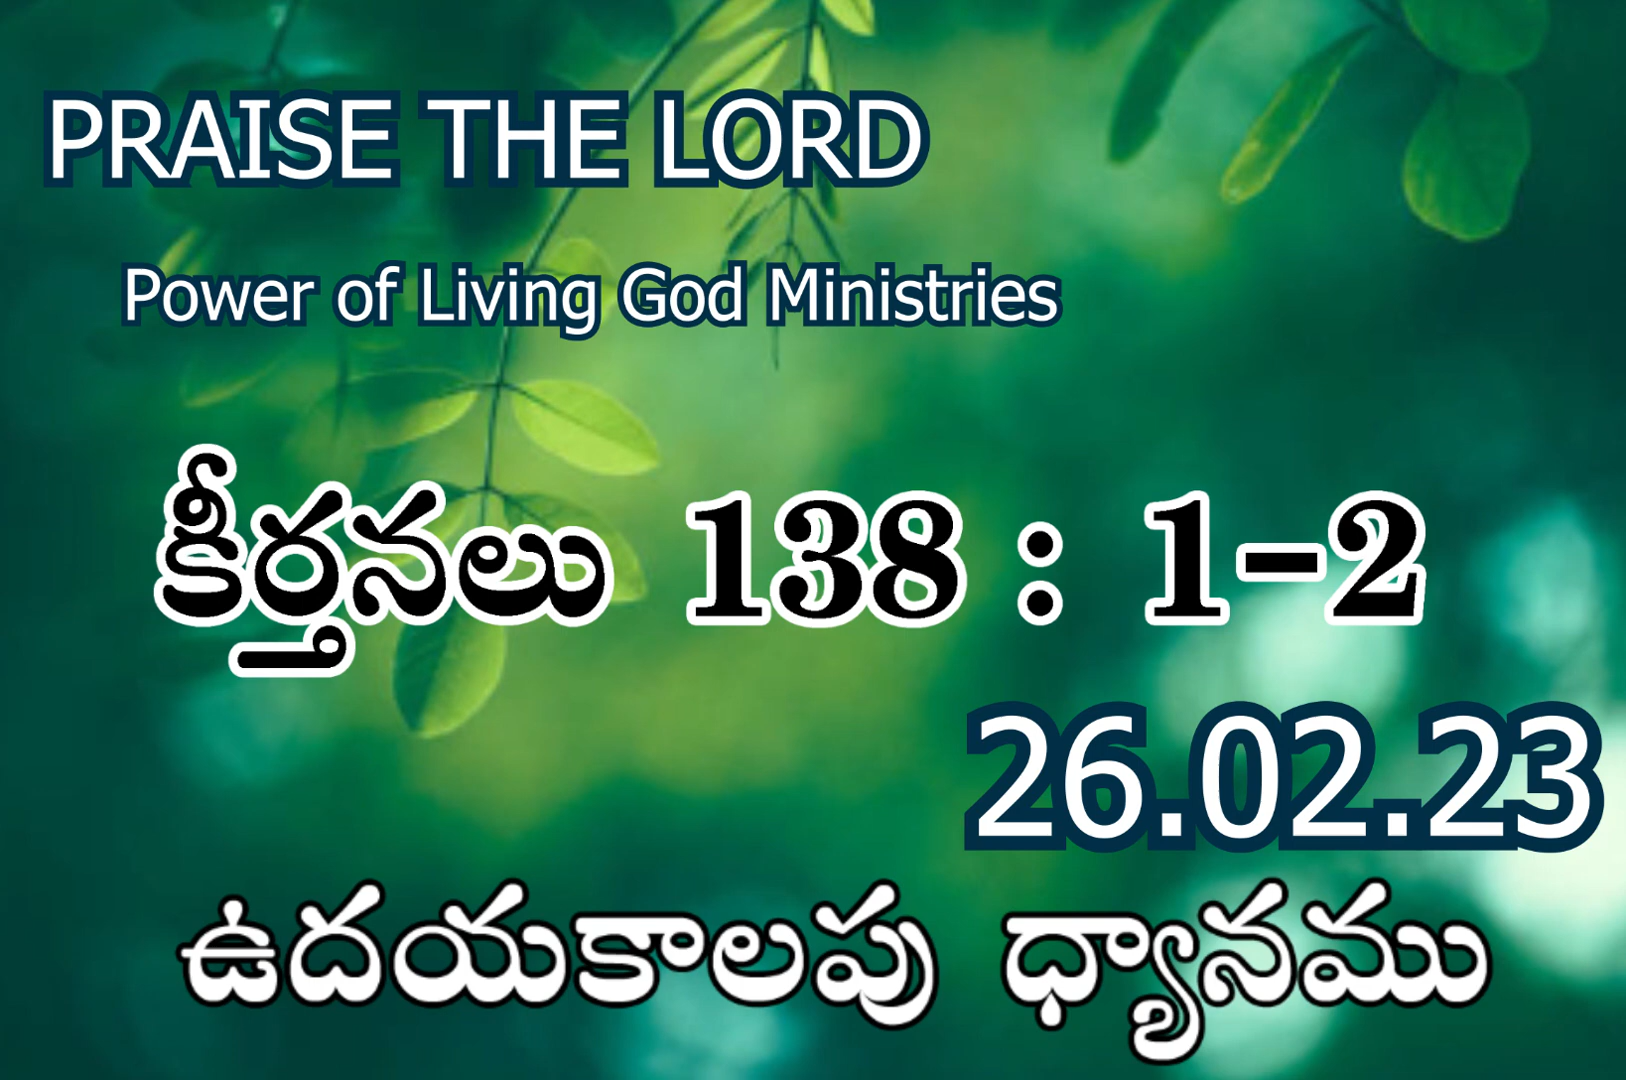 PRAISE THE LORD
Power of Living God Ministries
కీర్తనలు 138 : 1-2
26.02.23
ఉదయకాలపు ధ్యానము